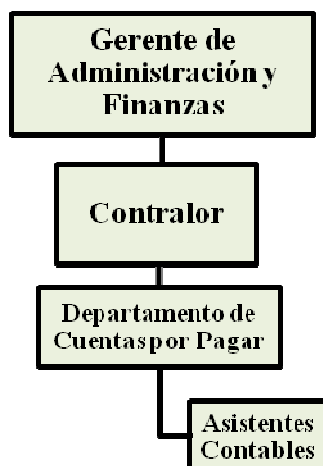 Gerente de
Administración y
Finanzas
Contralor
Departamento de
Cuentas por Pagar
Asistentes
Contables